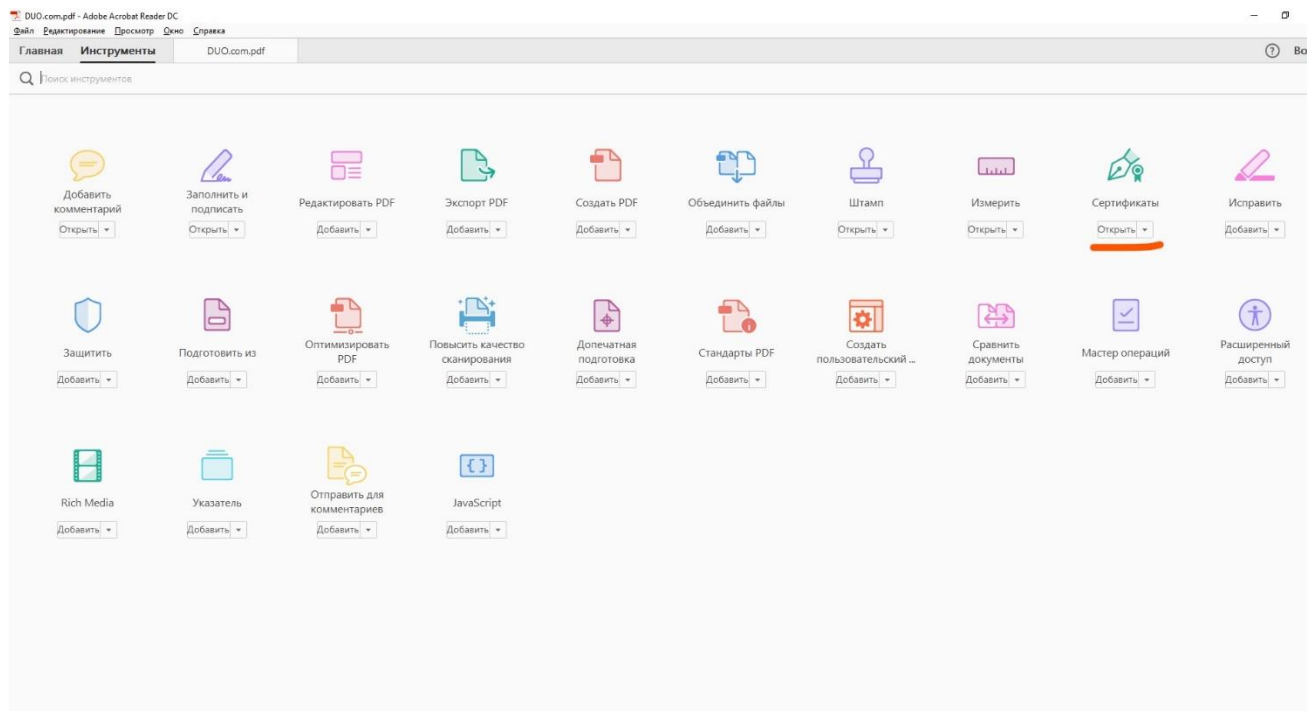 DUO.com.pdf - Adobe Acrobat Reader DC
Файл Редактирование Просмотр Окно Справка
Главная Инструменты DUO.com.pdf
Поиск инструментов
Добавить комментарий
Заполнить и подписать
Редактировать PDF
Экспорт PDF
Создать PDF
Объединить файлы
Штамп
Измерить
Сертификаты
Исправить
Открыть Открыть Добавить Добавить Добавить Добавить Открыть Открыть Открыть Добавить
Защитить
Подготовить из
Оптимизировать PDF
Повысить качество сканирования
Допечатная подготовка
Стандарты PDF
Создать пользовательский ...
Сравнить документы
Мастер операций
Расширенный доступ
Добавить Добавить Добавить Добавить Добавить Добавить Добавить Добавить Добавить Добавить
Rich Media
Указатель
Отправить для комментариев
JavaScript
Добавить Добавить Добавить Добавить